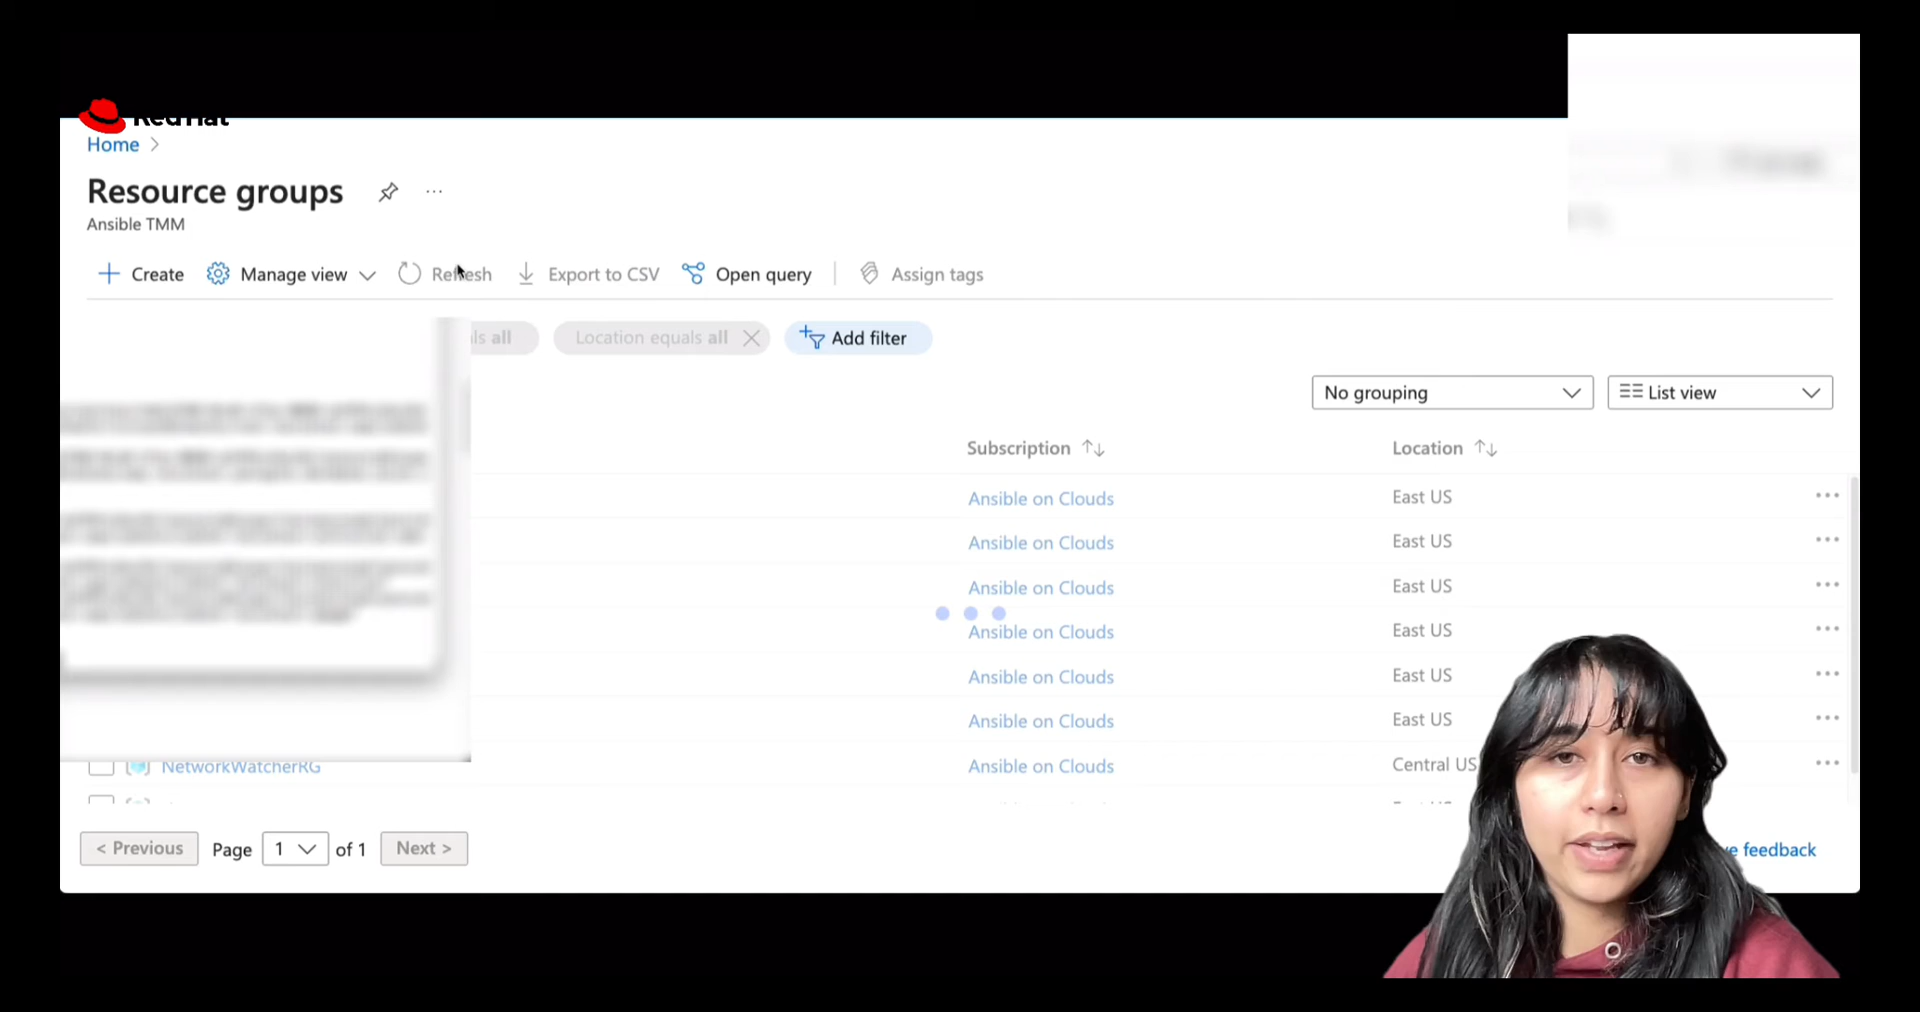 Red Hat
Home
Resource groups
Ansible TMM
Create Manage view Refresh Export to CSV Open query Assign tags
all Location equals all Add filter
No grouping List view
Subscription Location
Ansible on Clouds East US
Ansible on Clouds East US
Ansible on Clouds East US
Ansible on Clouds East US
Ansible on Clouds East US
Ansible on Clouds East US
NetworkWatcherRG Ansible on Clouds Central US
< Previous Page 1 of 1 Next > feedback